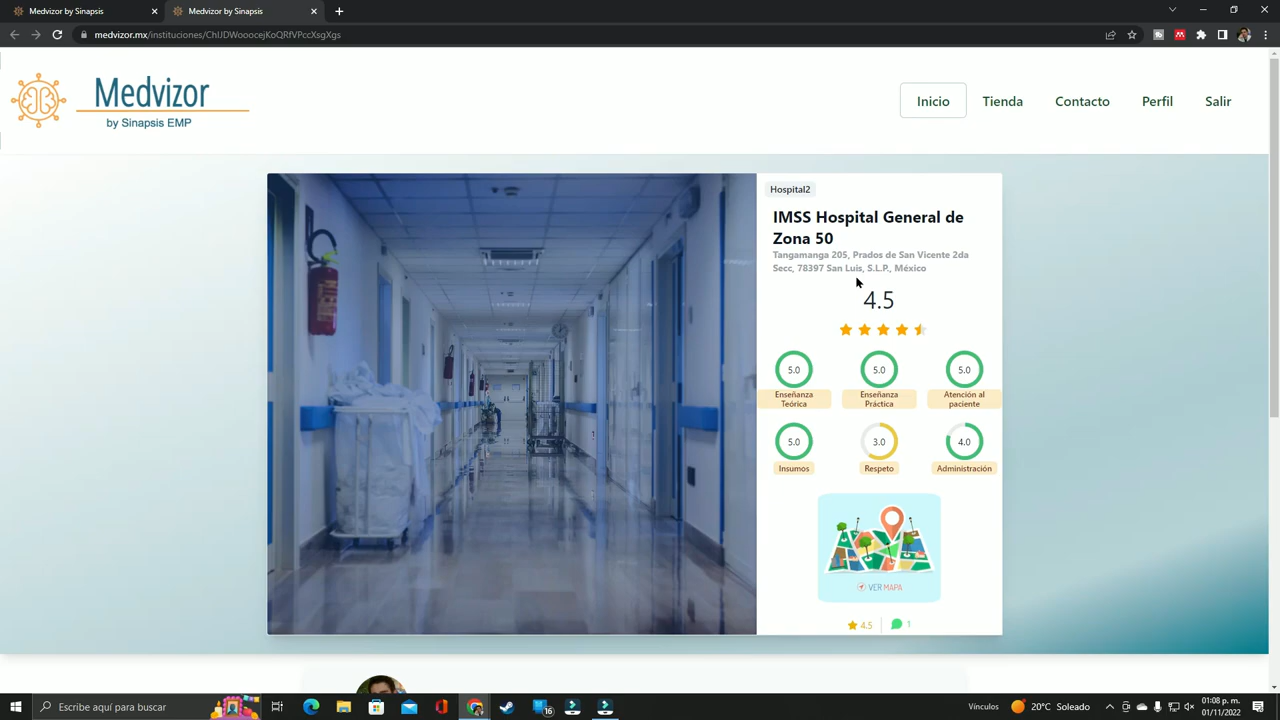 Medvizor by Sinapsis
Medvizor by Sinapsis
medvizor.mx/instituciones/ChIJDWooocejKoQRfVPccXsgXgs
Medvizor
by Sinapsis EMP
Inicio
Tienda
Contacto
Perfil
Salir
Hospital2
IMSS Hospital General de
Zona 50
Tangamanga 205, Prados de San Vicente 2da
Secc, 78397 San Luis, S.L.P., México
4.5
5.0
5.0
5.0
Enseñanza
Teórica
Enseñanza
Práctica
Atención al
paciente
5.0
3.0
4.0
Insumos
Respeto
Administración
VER MAPA
4.5
1
Escribe aquí para buscar
16
Vínculos
20°C Soleado
01:08 p. m.
01/11/2022